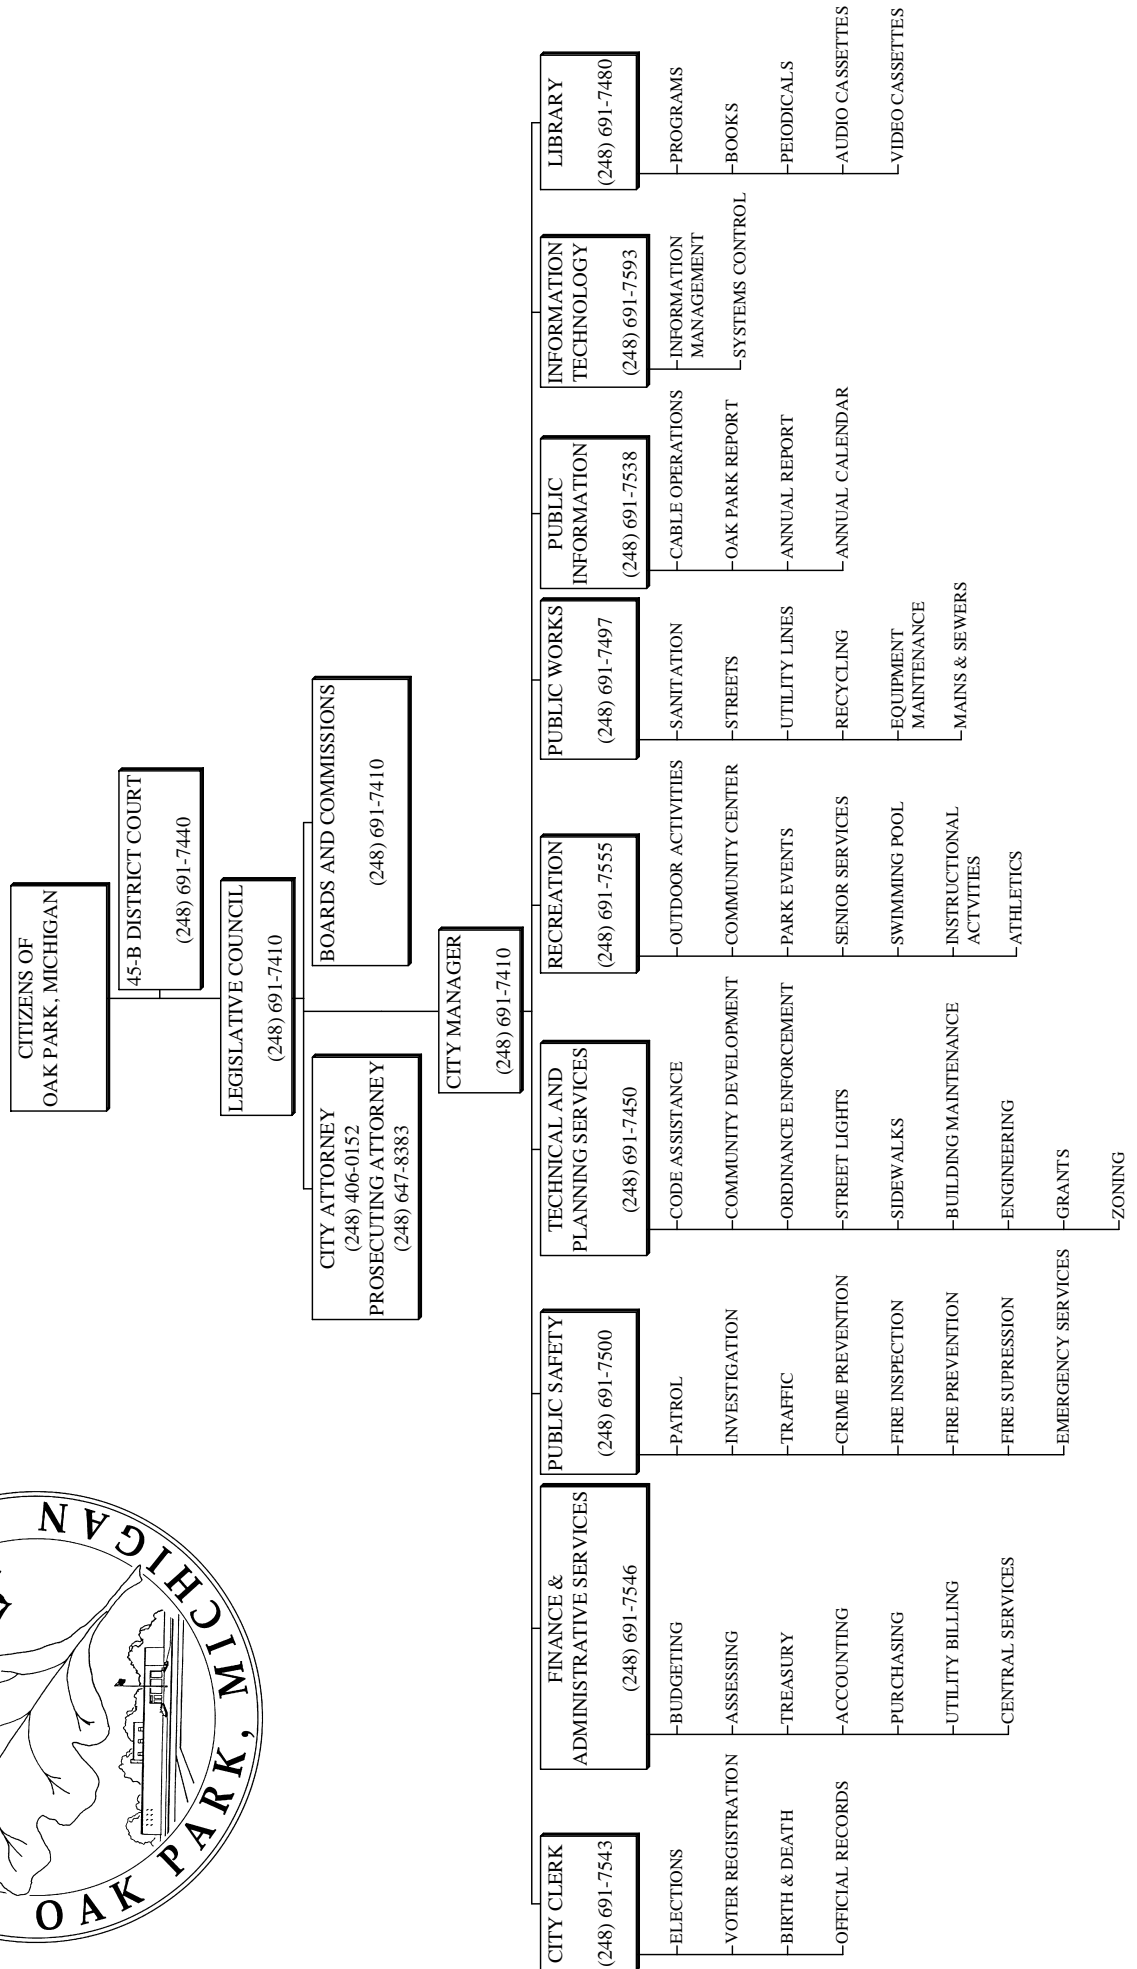 CITIZENS OF
OAK PARK, MICHIGAN
45-B DISTRICT COURT
(248) 691-7440
LEGISLATIVE COUNCIL
(248) 691-7410
CITY ATTORNEY
(248) 406-0152
PROSECUTING ATTORNEY
(248) 647-8383
BOARDS AND COMMISSIONS
(248) 691-7410
CITY MANAGER
(248) 691-7410
CITY CLERK
(248) 691-7543
ELECTIONS
VOTER REGISTRATION
BIRTH & DEATH
OFFICIAL RECORDS
FINANCE &
ADMINISTRATIVE SERVICES
(248) 691-7546
BUDGETING
ASSESSING
TREASURY
ACCOUNTING
PURCHASING
UTILITY BILLING
CENTRAL SERVICES
PUBLIC SAFETY
(248) 691-7500
PATROL
INVESTIGATION
TRAFFIC
CRIME PREVENTION
FIRE INSPECTION
FIRE PREVENTION
FIRE SUPRESSION
EMERGENCY SERVICES
TECHNICAL AND
PLANNING SERVICES
(248) 691-7450
CODE ASSISTANCE
COMMUNITY DEVELOPMENT
ORDINANCE ENFORCEMENT
STREET LIGHTS
SIDEWALKS
BUILDING MAINTENANCE
ENGINEERING
GRANTS
ZONING
RECREATION
(248) 691-7555
OUTDOOR ACTIVITIES
COMMUNITY CENTER
PARK EVENTS
SENIOR SERVICES
SWIMMING POOL
INSTRUCTIONAL
ACTVITIES
ATHLETICS
PUBLIC WORKS
(248) 691-7497
SANITATION
STREETS
UTILITY LINES
RECYCLING
EQUIPMENT
MAINTENANCE
MAINS & SEWERS
PUBLIC
INFORMATION
(248) 691-7538
CABLE OPERATIONS
OAK PARK REPORT
ANNUAL REPORT
ANNUAL CALENDAR
INFORMATION
TECHNOLOGY
(248) 691-7593
INFORMATION
MANAGEMENT
SYSTEMS CONTROL
LIBRARY
(248) 691-7480
PROGRAMS
BOOKS
PEIODICALS
AUDIO CASSETTES
VIDEO CASSETTES
OAK PARK, MICHIGAN